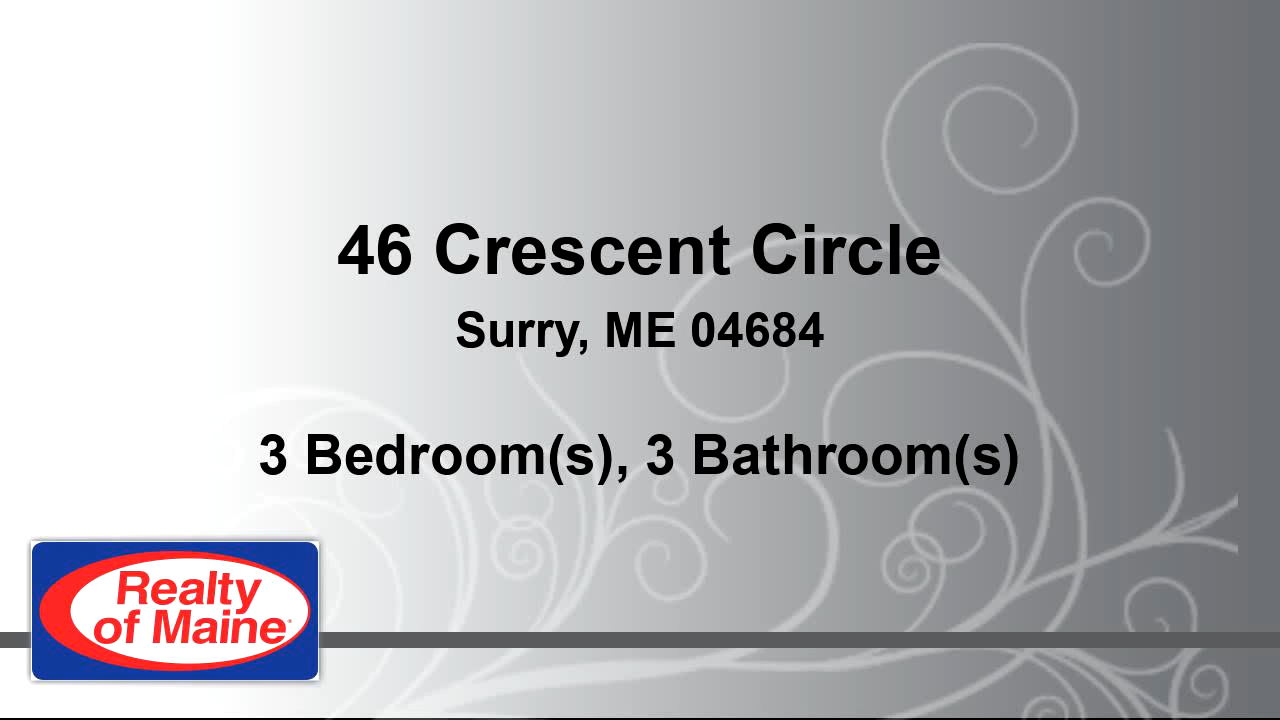 46 Crescent Circle
Surry, ME 04684
3 Bedroom(s), 3 Bathroom(s)
Realty
of Maine